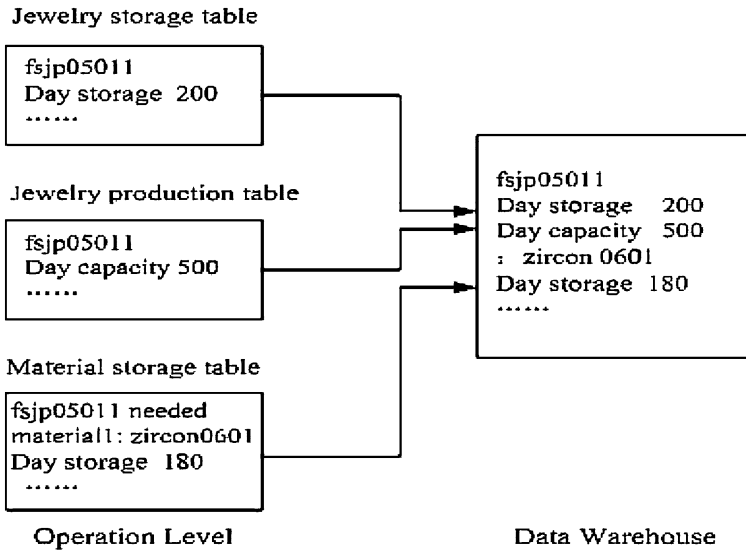 Jewelry storage table
fsjp05011
Day storage 200
......
Jewelry production table
fsjp05011
Day capacity 500
......
Material storage table
fsjp05011 needed
material1: zircon0601
Day storage 180
......
Operation Level
fsjp05011
Day storage 200
Day capacity 500
: zircon 0601
Day storage 180
......
Data Warehouse